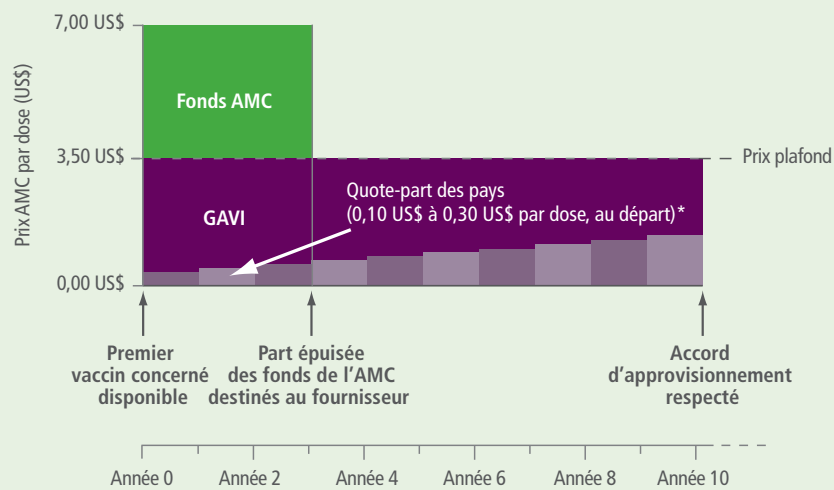 7,00 US$
Fonds AMC
Prix AMC par dose (US$)
3,50 US$
Prix plafond
Quote-part des pays
(0,10 US$ à 0,30 US$ par dose, au départ)*
GAVI
0,00 US$
Premier
vaccin concerné
disponible
Part épuisée
des fonds de l’AMC
destinés au fournisseur
Accord
d’approvisionnement
respecté
Année 0
Année 2
Année 4
Année 6
Année 8
Année 10